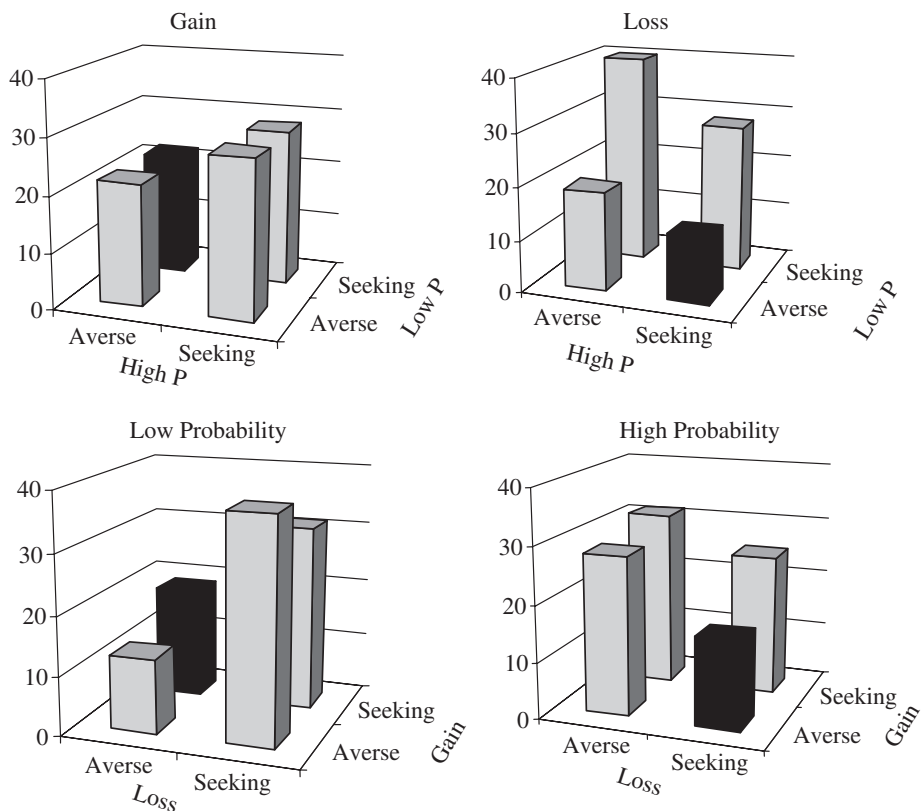 Gain
40
30
20
10
0
Averse
Seeking
High P
Seeking
Averse
Low P
Loss
40
30
20
10
0
Averse
Seeking
High P
Seeking
Averse
Low P
Low Probability
40
30
20
10
0
Averse
Seeking
Loss
Seeking
Averse
Gain
High Probability
40
30
20
10
0
Averse
Seeking
Loss
Seeking
Averse
Gain